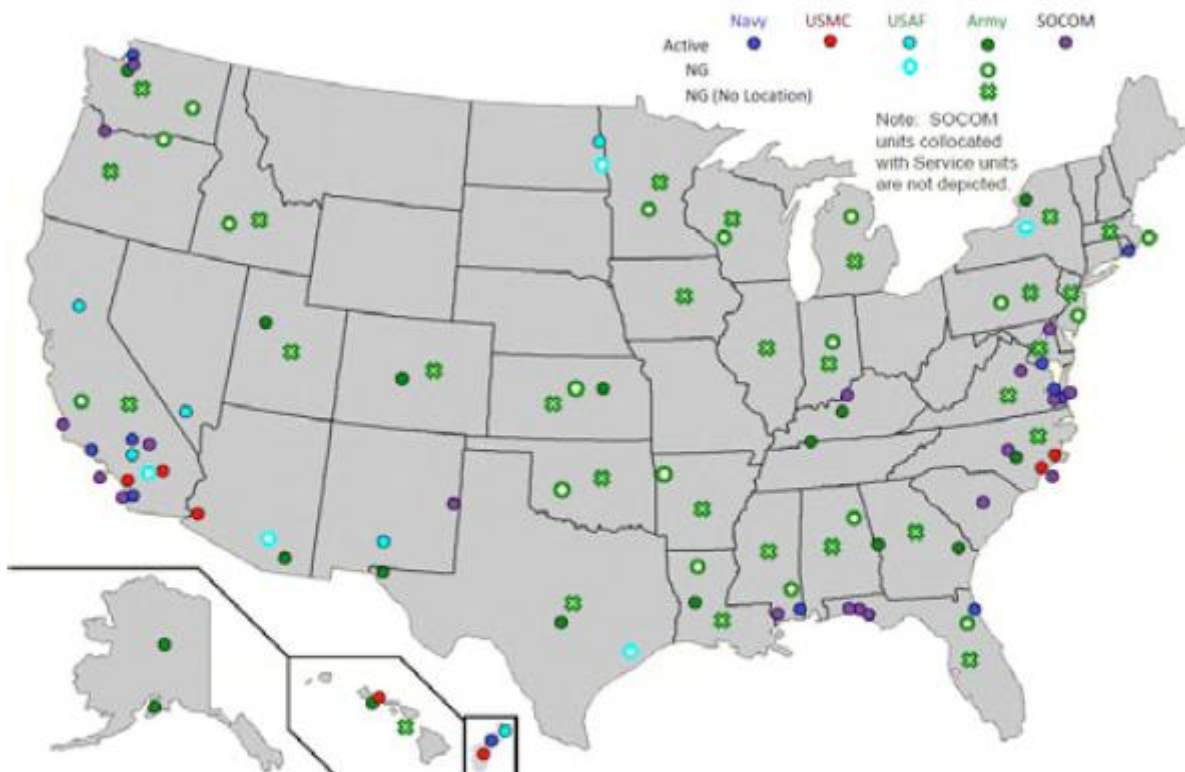 Navy USMC USAF Army SOCOM
Active
NG
NG (No Location)
Note: SOCOM
units collocated
with Service units
are not depicted.